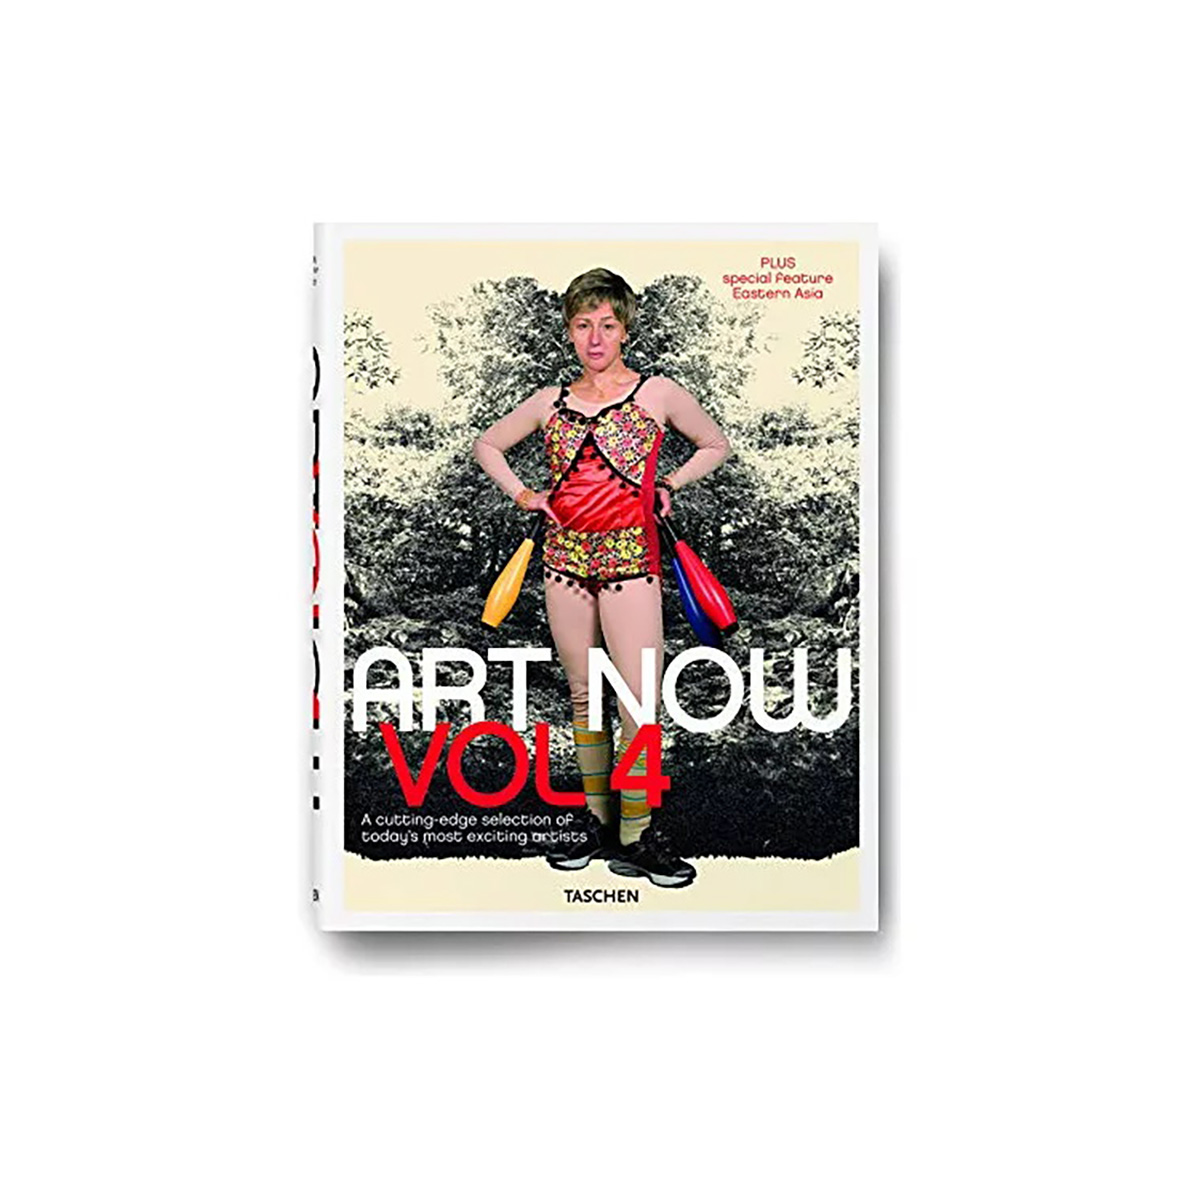 PLUS
special feature
Eastern Asia
ART NOW
VOL 4
A cutting-edge selection of
today's most exciting artists
TASCHEN